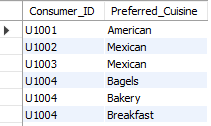 Consumer_ID Preferred_Cuisine
U1001 American
U1002 Mexican
U1003 Mexican
U1004 Bagels
U1004 Bakery
U1004 Breakfast